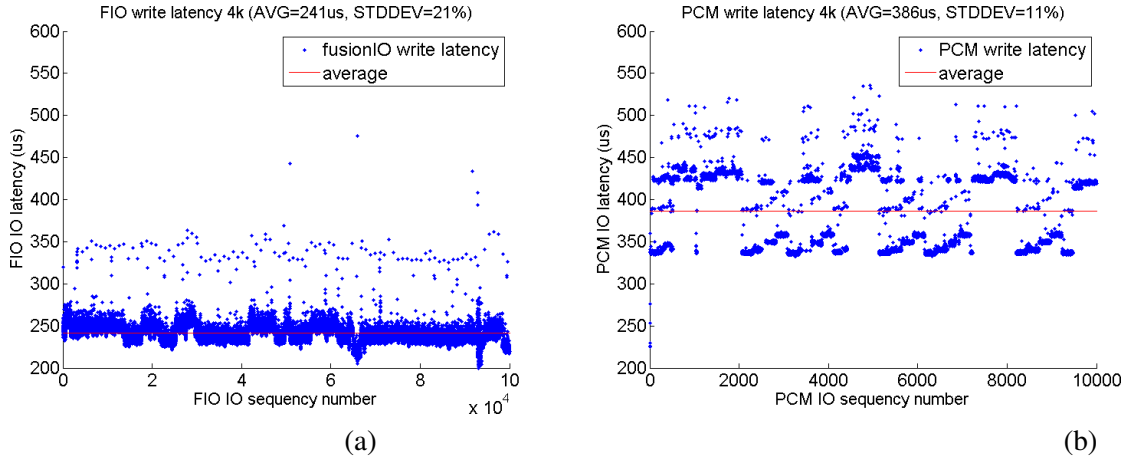 FIO write latency 4k (AVG=241us, STDDEV=21%)
600
550
500
450
400
350
300
250
200
FIO IO latency (us)
fusionIO write latency
average
0
2
4
6
8
10
x 10^4
FIO IO sequency number
(a)
PCM write latency 4k (AVG=386us, STDDEV=11%)
600
550
500
450
400
350
300
250
200
PCM IO latency (us)
PCM write latency
average
0
2000
4000
6000
8000
10000
PCM IO sequency number
(b)